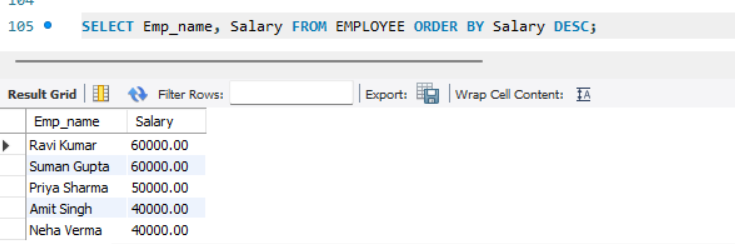 104
105 SELECT Emp_name, Salary FROM EMPLOYEE ORDER BY Salary DESC;
Result Grid Filter Rows: Export: Wrap Cell Content: IA
Emp_name Salary
Ravi Kumar 60000.00
Suman Gupta 60000.00
Priya Sharma 50000.00
Amit Singh 40000.00
Neha Verma 40000.00